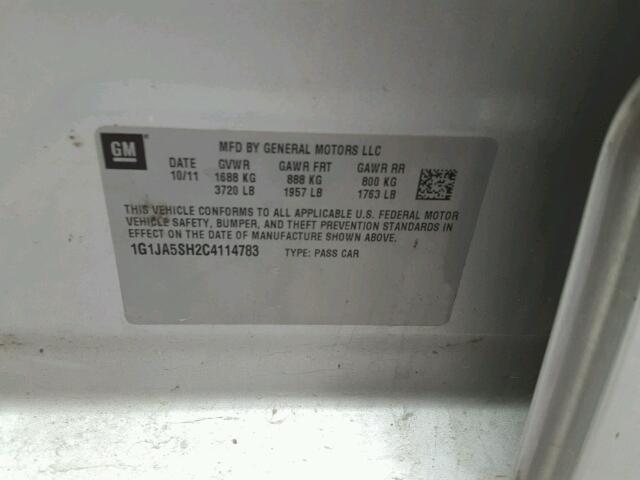 GM
MFD BY GENERAL MOTORS LLC
DATE GVWR GAWR FRT GAWR RR
10/11 1688 KG 888 KG 800 KG
3720 LB 1957 LB 1763 LB
THIS VEHICLE CONFORMS TO ALL APPLICABLE U.S. FEDERAL MOTOR
VEHICLE SAFETY, BUMPER, AND THEFT PREVENTION STANDARDS IN
EFFECT ON THE DATE OF MANUFACTURE SHOWN ABOVE.
1G1JA5SH2C4114783 TYPE: PASS CAR